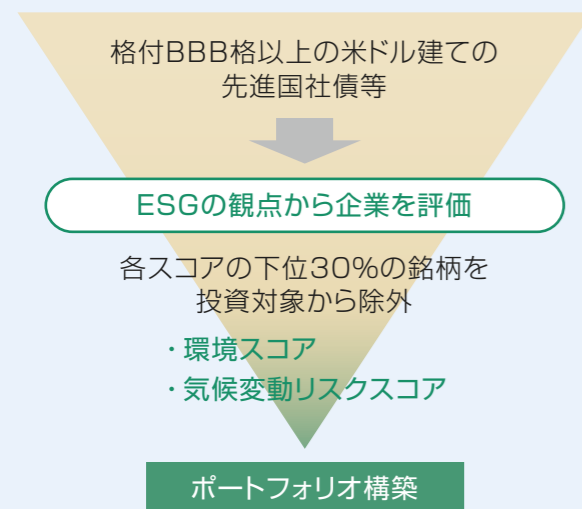 格付BBB格以上の米ドル建ての
先進国社債等
ESGの観点から企業を評価
各スコアの下位30%の銘柄を
投資対象から除外
・環境スコア
・気候変動リスクスコア
ポートフォリオ構築